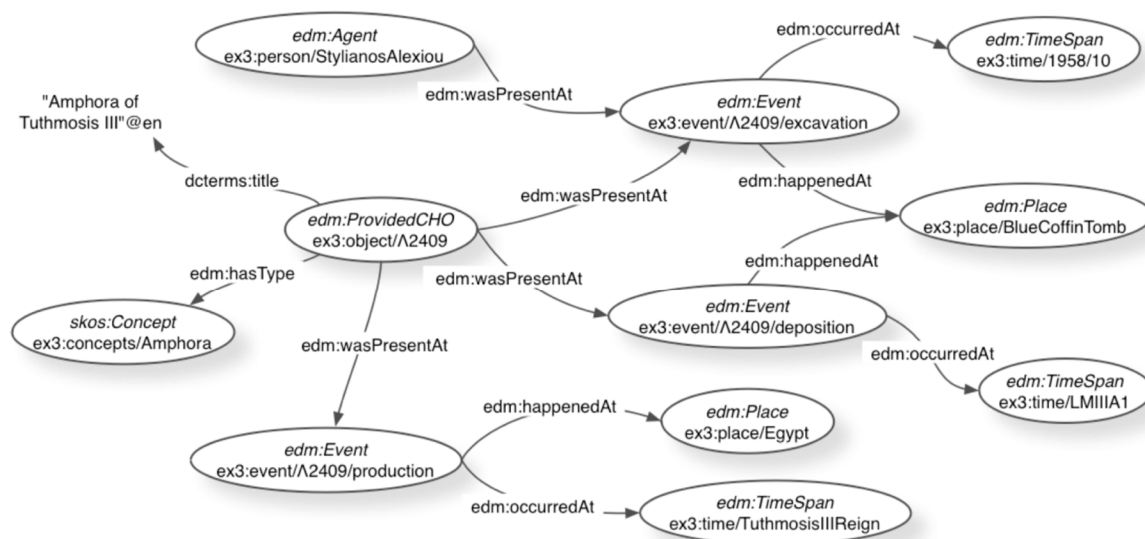 edm:Agent
ex3:person/StylianosAlexiou
edm:occurredAt
edm:TimeSpan
ex3:time/1958/10
edm:wasPresentAt
edm:Event
ex3:event/Λ2409/excavation
"Amphora of
Tuthmosis III"@en
dcterms:title
edm:wasPresentAt
edm:happenedAt
edm:ProvidedCHO
ex3:object/Λ2409
edm:Place
ex3:place/BlueCoffinTomb
edm:hasType
edm:wasPresentAt
edm:happenedAt
edm:Event
ex3:event/Λ2409/deposition
skos:Concept
ex3:concepts/Amphora
edm:wasPresentAt
edm:occurredAt
edm:TimeSpan
ex3:time/LMIIIA1
edm:happenedAt
edm:Place
ex3:place/Egypt
edm:Event
ex3:event/Λ2409/production
edm:occurredAt
edm:TimeSpan
ex3:time/TuthmosisIIIReign